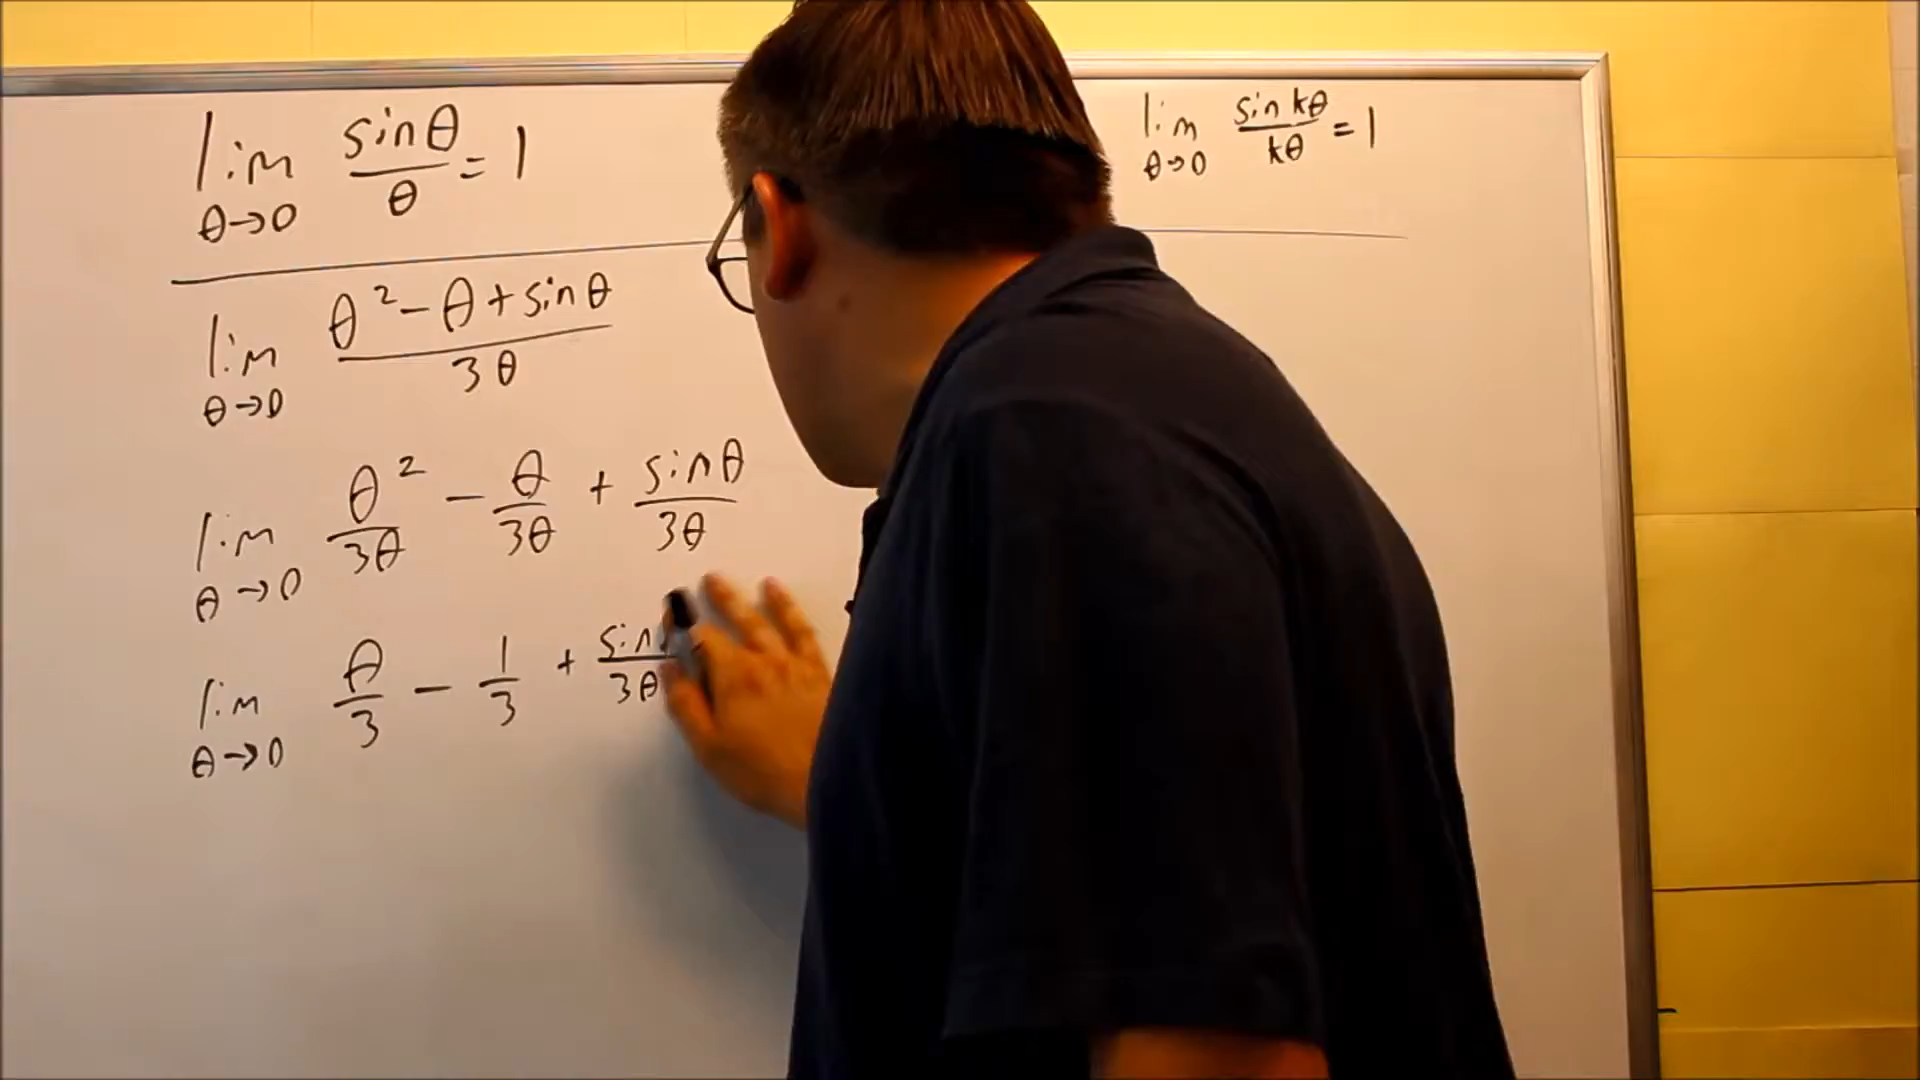 lim θ→0 sinθ/θ = 1
lim θ→0 sin kθ/kθ = 1
lim θ→0 θ² - θ + sinθ/3θ
lim θ→0 θ²/3θ - θ/3θ + sinθ/3θ
lim θ→0 θ/3 - 1/3 + sin/3θ